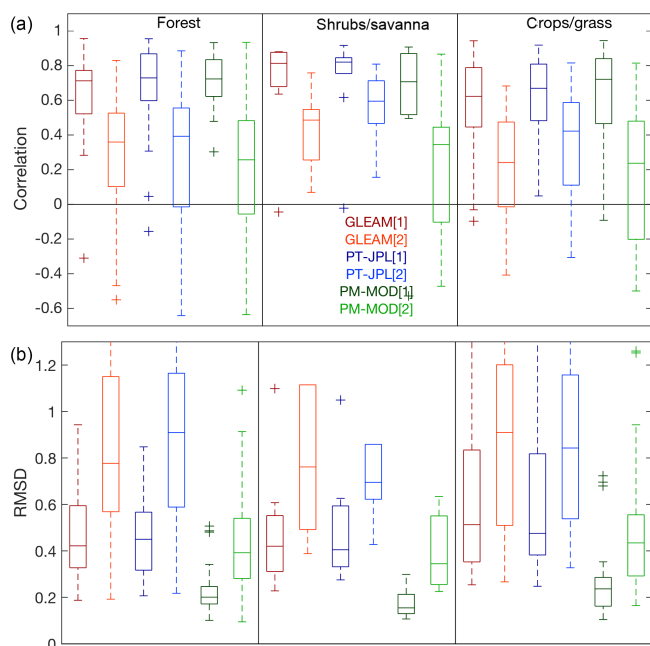 (a)
Forest
Shrubs/savanna
Crops/grass
1
0.8
0.6
0.4
0.2
0
-0.2
-0.4
-0.6
Correlation
GLEAM[1]
GLEAM[2]
PT-JPL[1]
PT-JPL[2]
PM-MOD[1]
PM-MOD[2]
(b)
1.2
1
0.8
0.6
0.4
0.2
0
RMSD